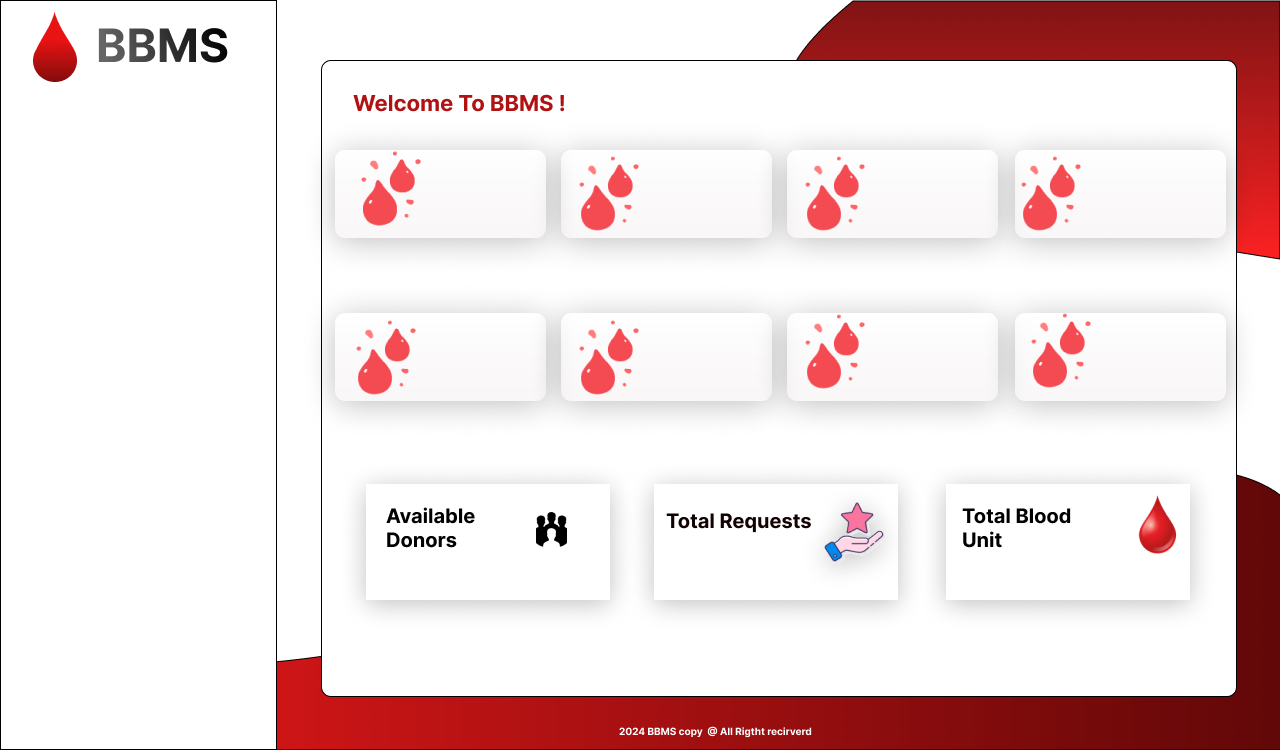 BBMS
Welcome To BBMS !
Available
Donors
Total Requests
Total Blood
Unit
2024 BBMS copy @ All Rigtht recirverd